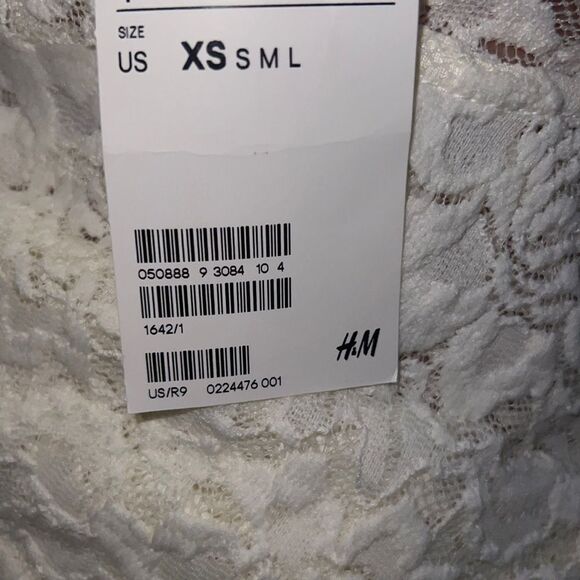 SIZE
US XS S M L
050888 9 3084 10 4
1642/1
H&M
US/R9 0224476 001